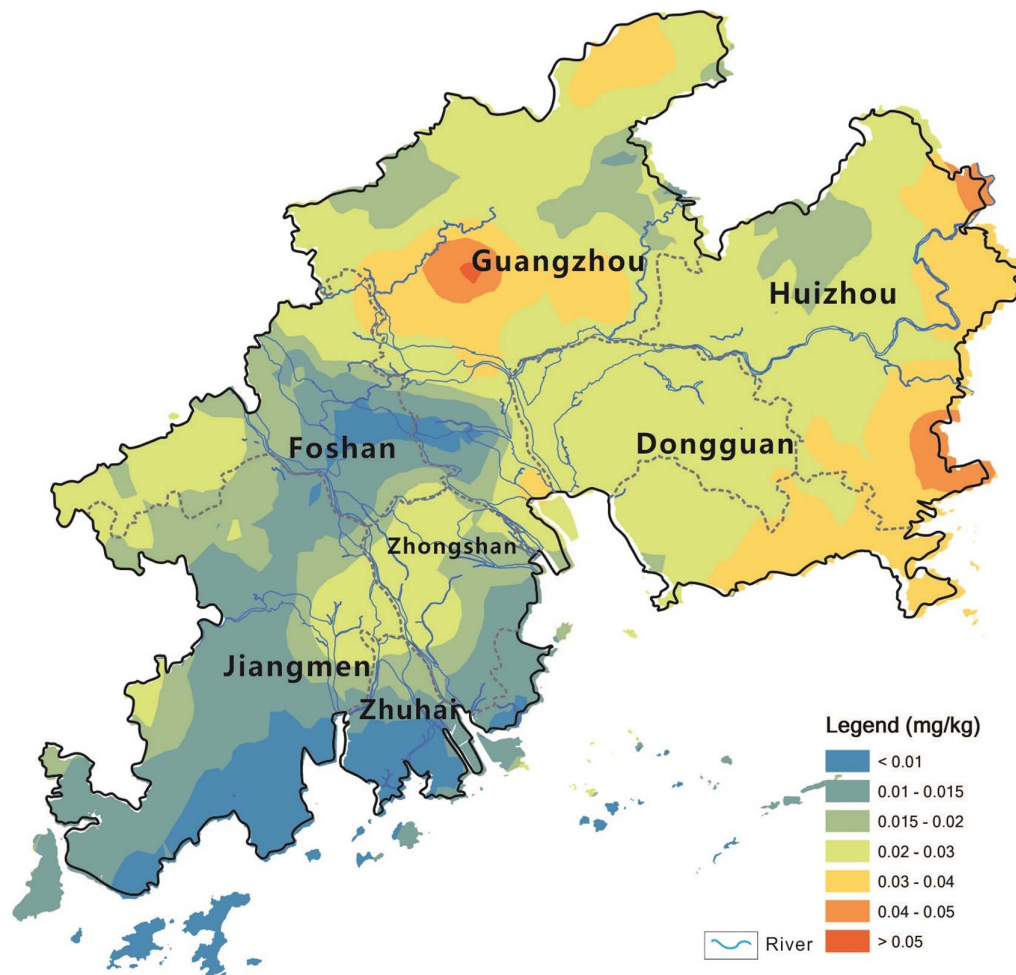 Guangzhou
Huizhou
Foshan
Dongguan
Zhongshan
Jiangmen
Zhuhai
Legend (mg/kg)
< 0.01
0.01 - 0.015
0.015 - 0.02
0.02 - 0.03
0.03 - 0.04
0.04 - 0.05
> 0.05
River